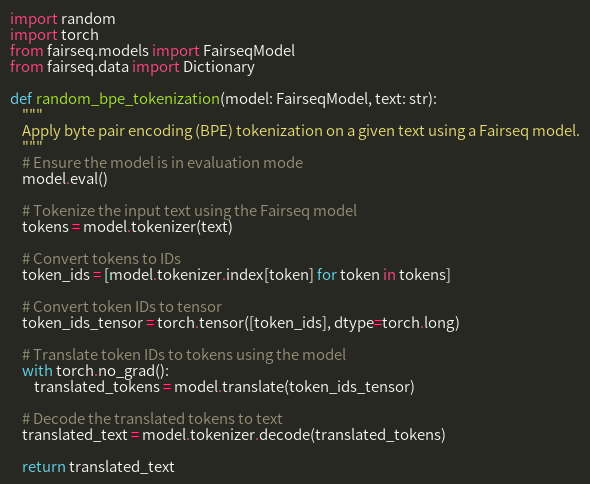 import random
import torch
from fairseq.models import FairseqModel
from fairseq.data import Dictionary

def random_bpe_tokenization(model: FairseqModel, text: str):
    """
    Apply byte pair encoding (BPE) tokenization on a given text using a Fairseq model.
    """
    # Ensure the model is in evaluation mode
    model.eval()

    # Tokenize the input text using the Fairseq model
    tokens = model.tokenizer(text)

    # Convert tokens to IDs
    token_ids = [model.tokenizer.index[token] for token in tokens]

    # Convert token IDs to tensor
    token_ids_tensor = torch.tensor([token_ids], dtype=torch.long)

    # Translate token IDs to tokens using the model
    with torch.no_grad():
        translated_tokens = model.translate(token_ids_tensor)

    # Decode the translated tokens to text
    translated_text = model.tokenizer.decode(translated_tokens)

    return translated_text